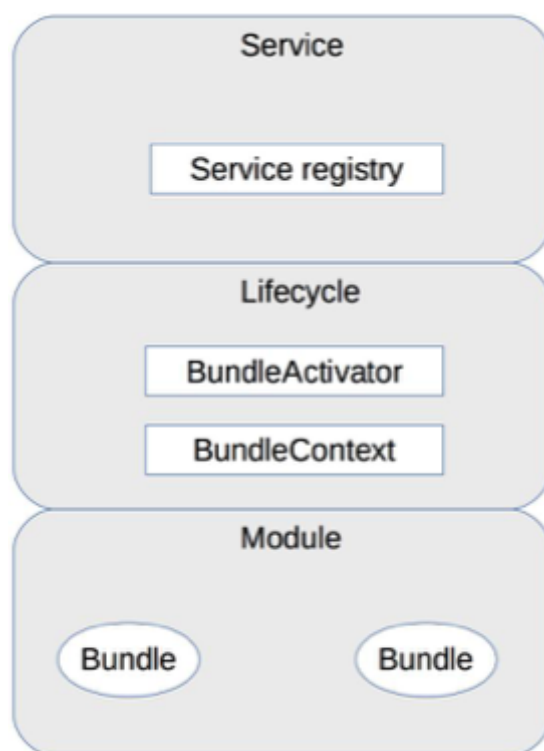 Service
Service registry
Lifecycle
BundleActivator
BundleContext
Module
Bundle Bundle